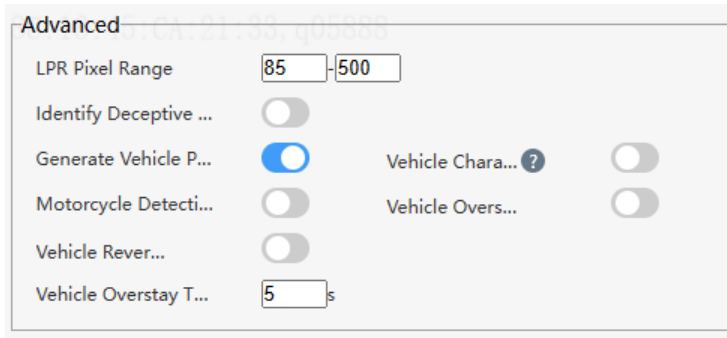 Advanced
LPR Pixel Range 85 - 500
Identify Deceptive ...
Generate Vehicle P... Vehicle Chara... ?
Motorcycle Detecti... Vehicle Overs...
Vehicle Rever...
Vehicle Overstay T... 5 s